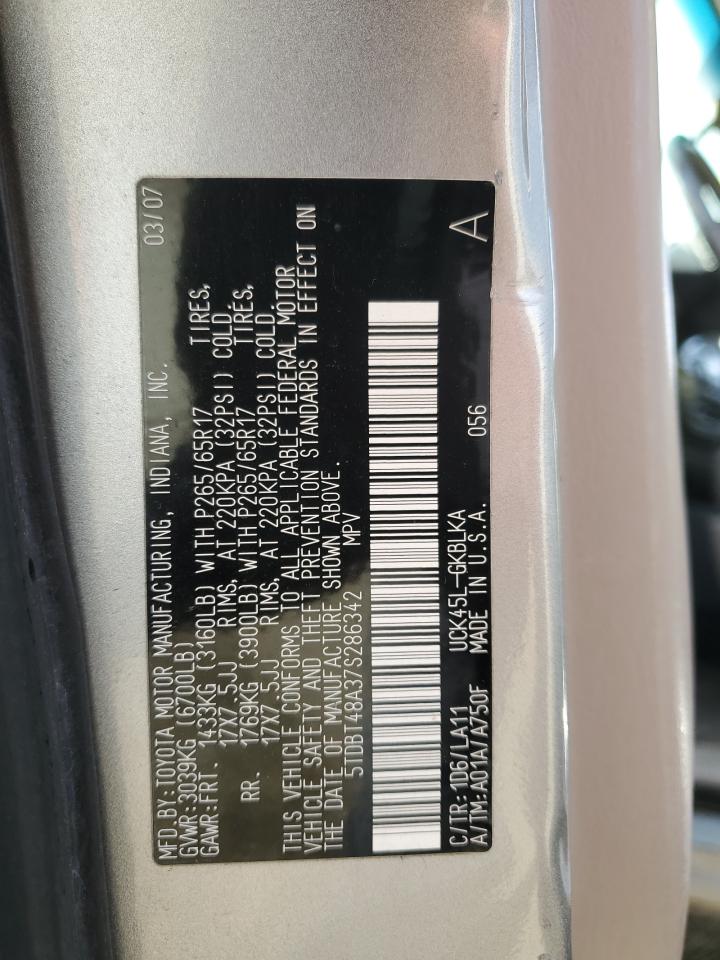 MFD.BY:TOYOTA MOTOR MANUFACTURING, INDIANA, INC. 03/07
GVWR:3039KG (6700LB)
GAWR:FRT. 1433KG (3160LB) WITH P265/65R17 TIRES,
17X7.5JJ RIMS, AT 220KPA (32PSI) COLD,
RR. 1769KG (3900LB) WITH P265/65R17 TIRES,
17X7.5JJ RIMS, AT 220KPA (32PSI) COLD
THIS VEHICLE CONFORMS TO ALL APPLICABLE FEDERAL MOTOR
VEHICLE SAFETY AND THEFT PREVENTION STANDARDS IN EFFECT ON
THE DATE OF MANUFACTURE SHOWN ABOVE.
5TDBT48A37S286342 MPV
C/TR:1D6/LA11 UCK45L-GKBLKA
A/TM:A01A/A750F MADE IN U.S.A. 056 A